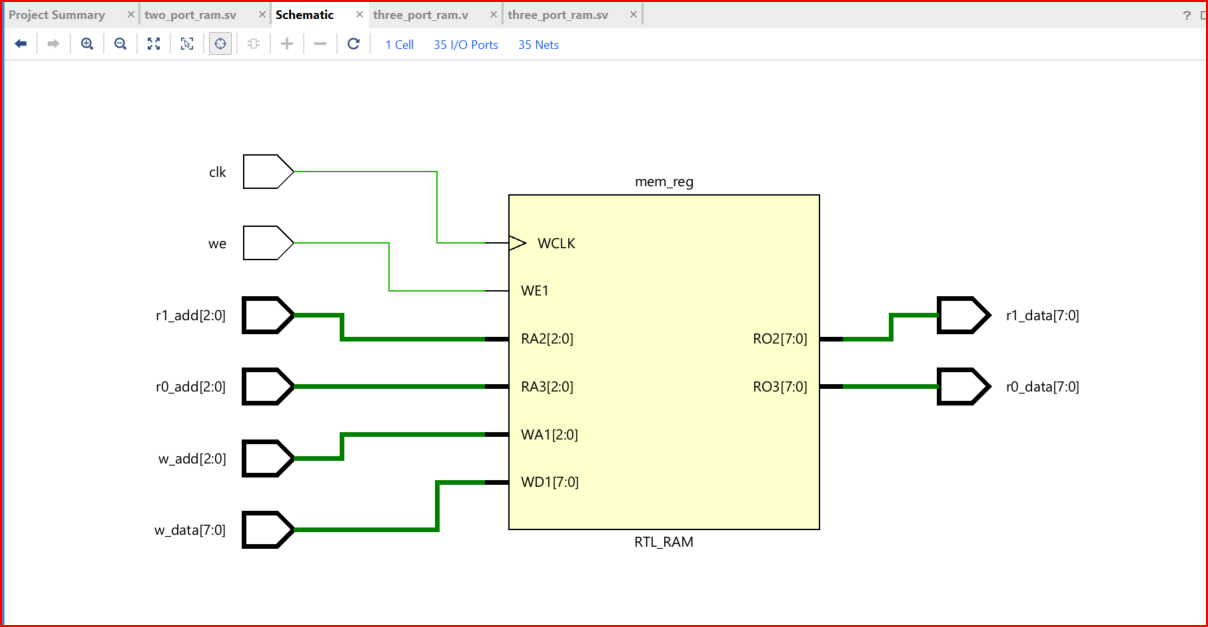 Project Summary × two_port_ram.sv × Schematic × three_port_ram.v × three_port_ram.sv × ?
1 Cell 35 I/O Ports 35 Nets
mem_reg
clk
WCLK
we
WE1
r1_add[2:0]
RA2[2:0]
RO2[7:0]
r1_data[7:0]
r0_add[2:0]
RA3[2:0]
RO3[7:0]
r0_data[7:0]
w_add[2:0]
WA1[2:0]
w_data[7:0]
WD1[7:0]
RTL_RAM